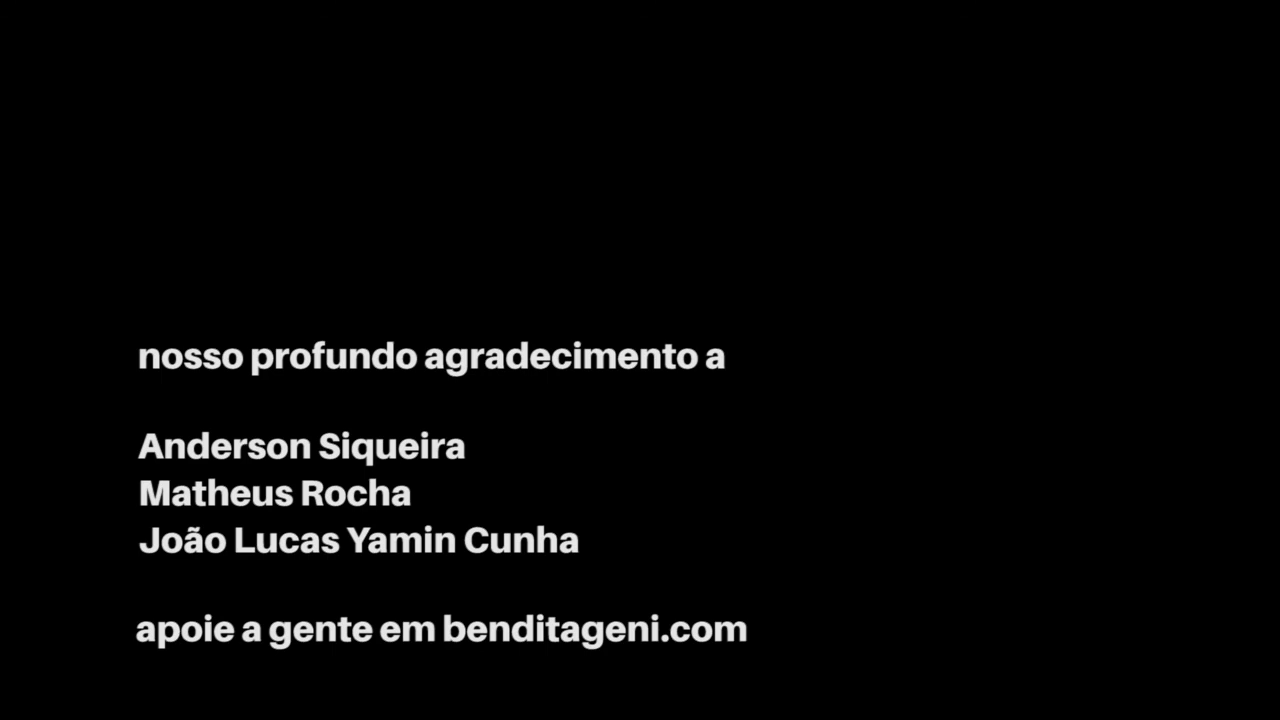 nosso profundo agradecimento a
Anderson Siqueira
Matheus Rocha
João Lucas Yamin Cunha
apoie a gente em benditageni.com